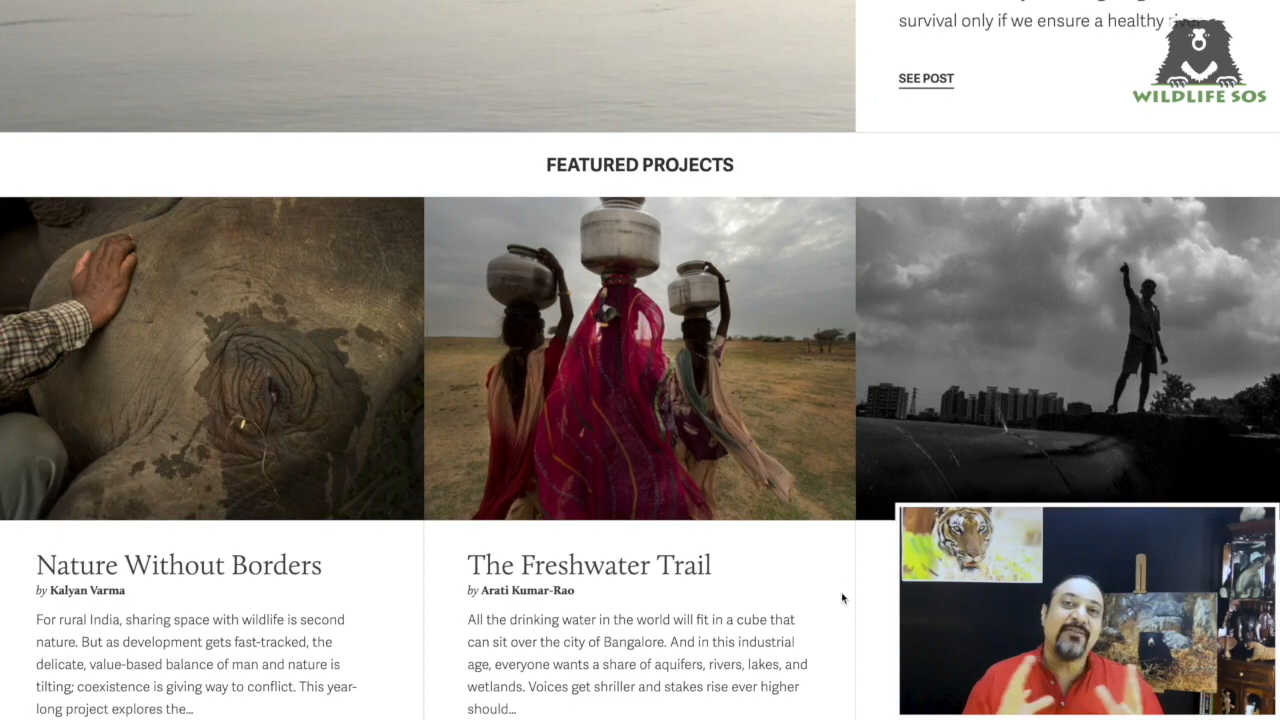 survival only if we ensure a healthy river
SEE POST
WILDLIFE SOS
FEATURED PROJECTS
Nature Without Borders
by Kalyan Varma
For rural India, sharing space with wildlife is second
nature. But as development gets fast-tracked, the
delicate, value-based balance of man and nature is
tilting; coexistence is giving way to conflict. This year-
long project explores the...
The Freshwater Trail
by Arati Kumar-Rao
All the drinking water in the world will fit in a cube that
can sit over the city of Bangalore. And in this industrial
age, everyone wants a share of aquifers, rivers, lakes, and
wetlands. Voices get shriller and stakes rise ever higher
should...